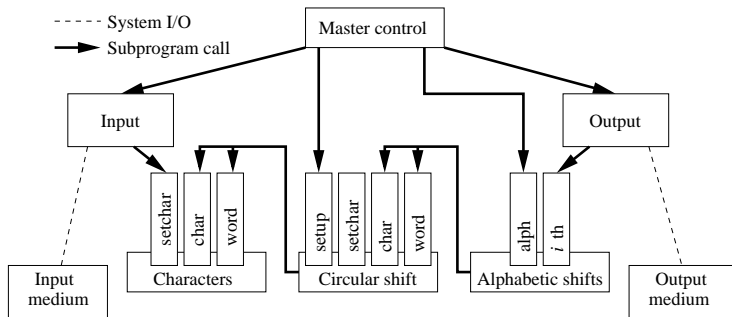 System I/O
Subprogram call
Master control
Input
Output
setchar
char
word
setup
setchar
char
word
alph
i th
Characters
Circular shift
Alphabetic shifts
Input
medium
Output
medium